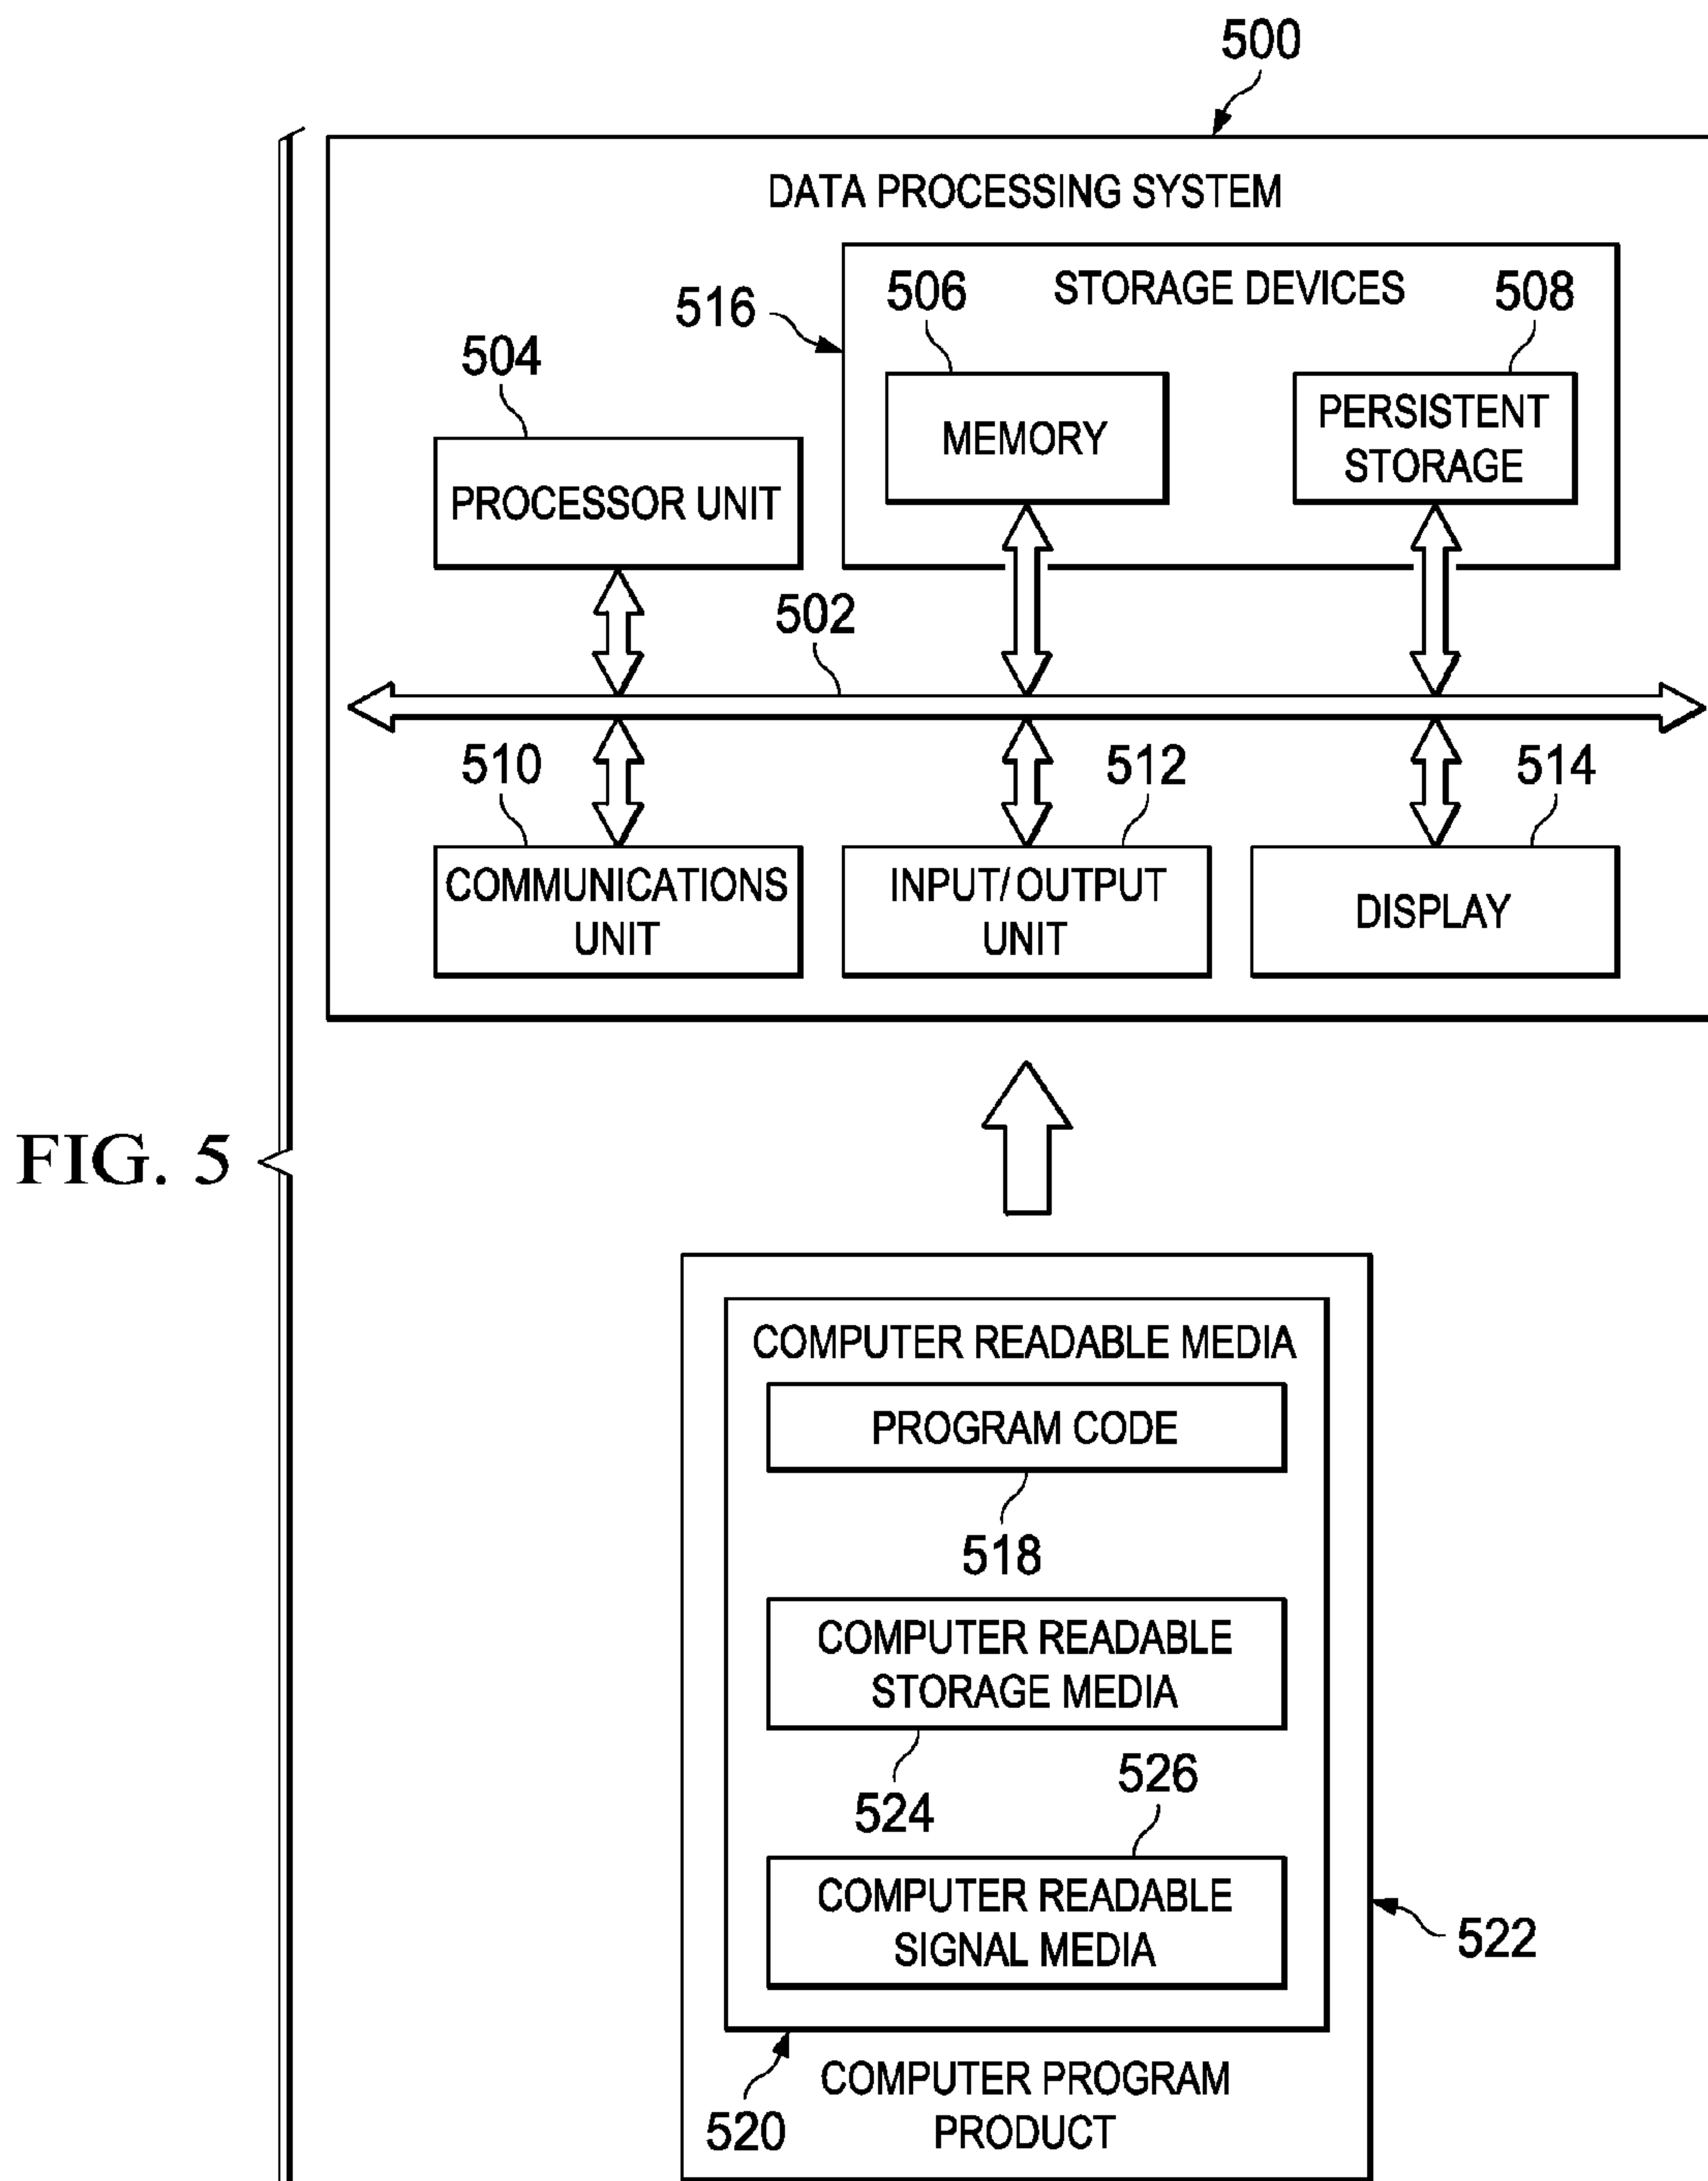 500
DATA PROCESSING SYSTEM
516
506
STORAGE DEVICES
508
504
MEMORY
PERSISTENT
STORAGE
PROCESSOR UNIT
502
510
512
514
COMMUNICATIONS
UNIT
INPUT/OUTPUT
UNIT
DISPLAY
FIG. 5
COMPUTER READABLE MEDIA
PROGRAM CODE
518
COMPUTER READABLE
STORAGE MEDIA
524
526
COMPUTER READABLE
SIGNAL MEDIA
522
520
COMPUTER PROGRAM
PRODUCT